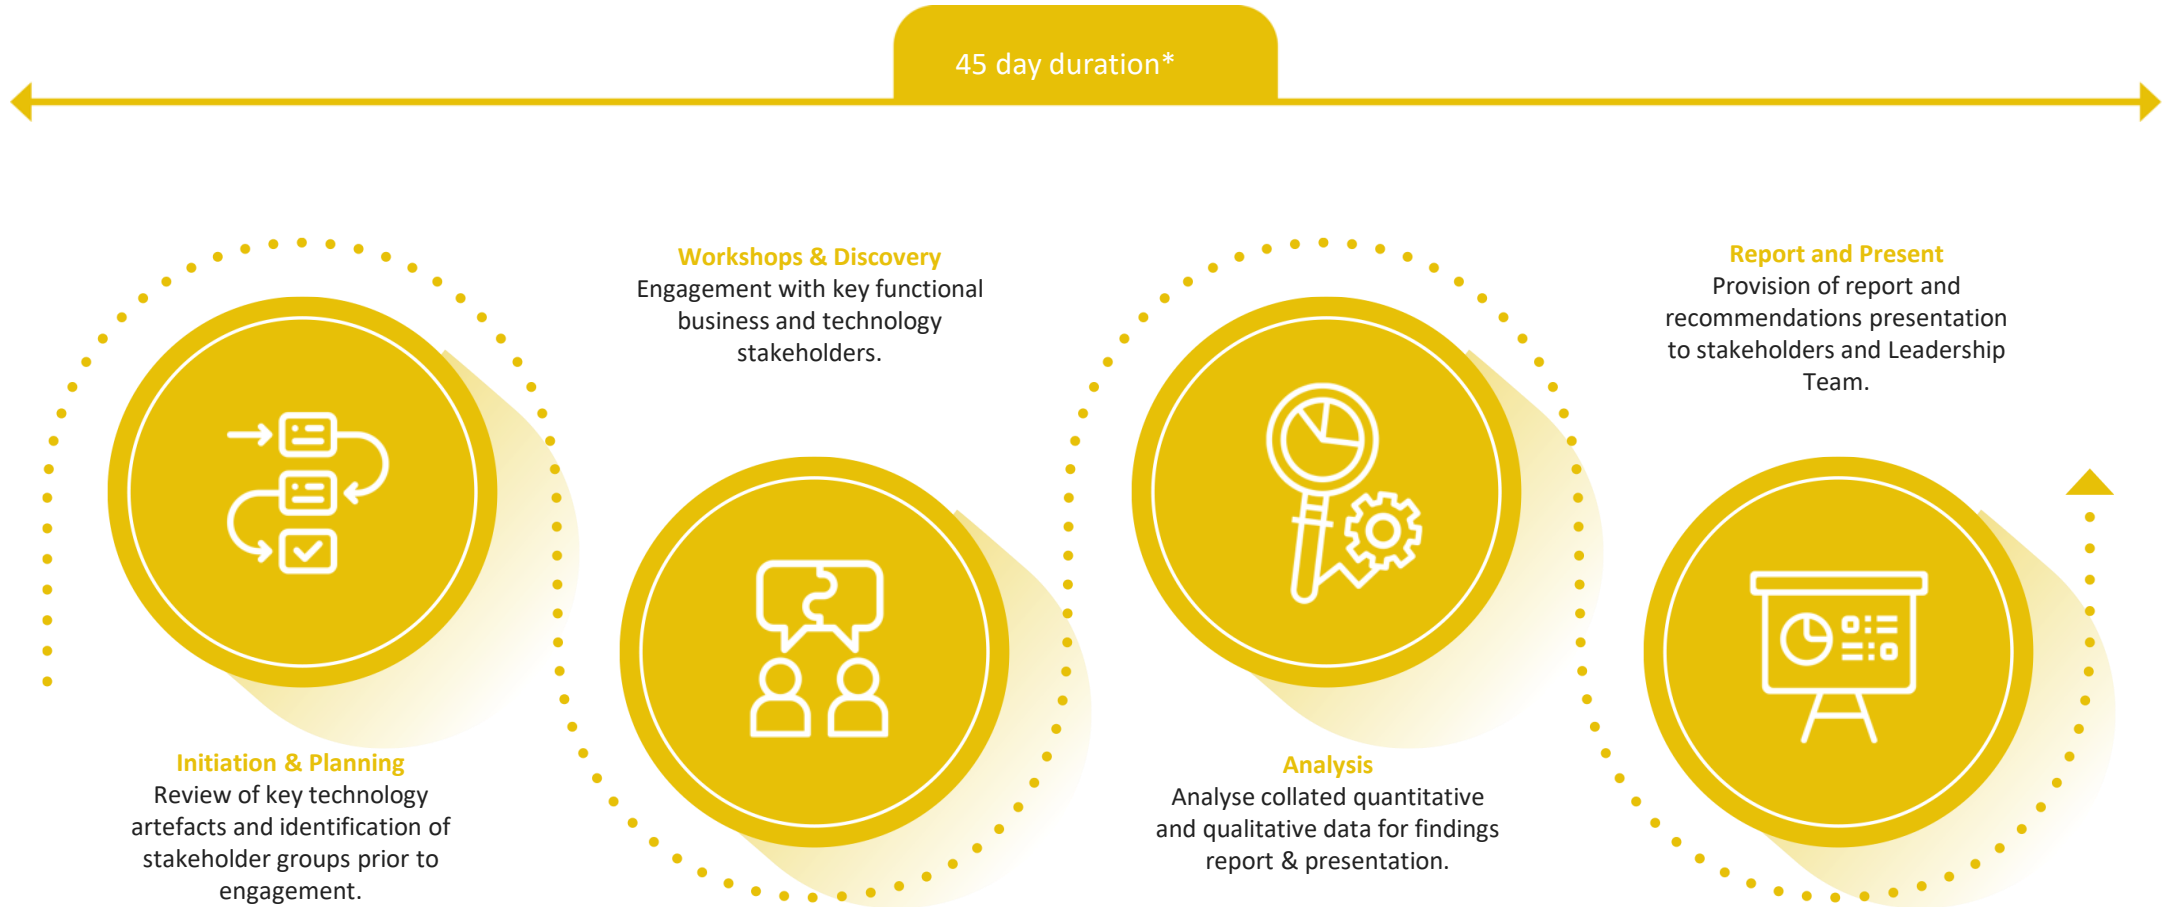 45 day duration*
Initiation & Planning
Review of key technology
artefacts and identification of
stakeholder groups prior to
engagement.
Workshops & Discovery
Engagement with key functional
business and technology
stakeholders.
Analysis
Analyse collated quantitative
and qualitative data for findings
report & presentation.
Report and Present
Provision of report and
recommendations presentation
to stakeholders and Leadership
Team.